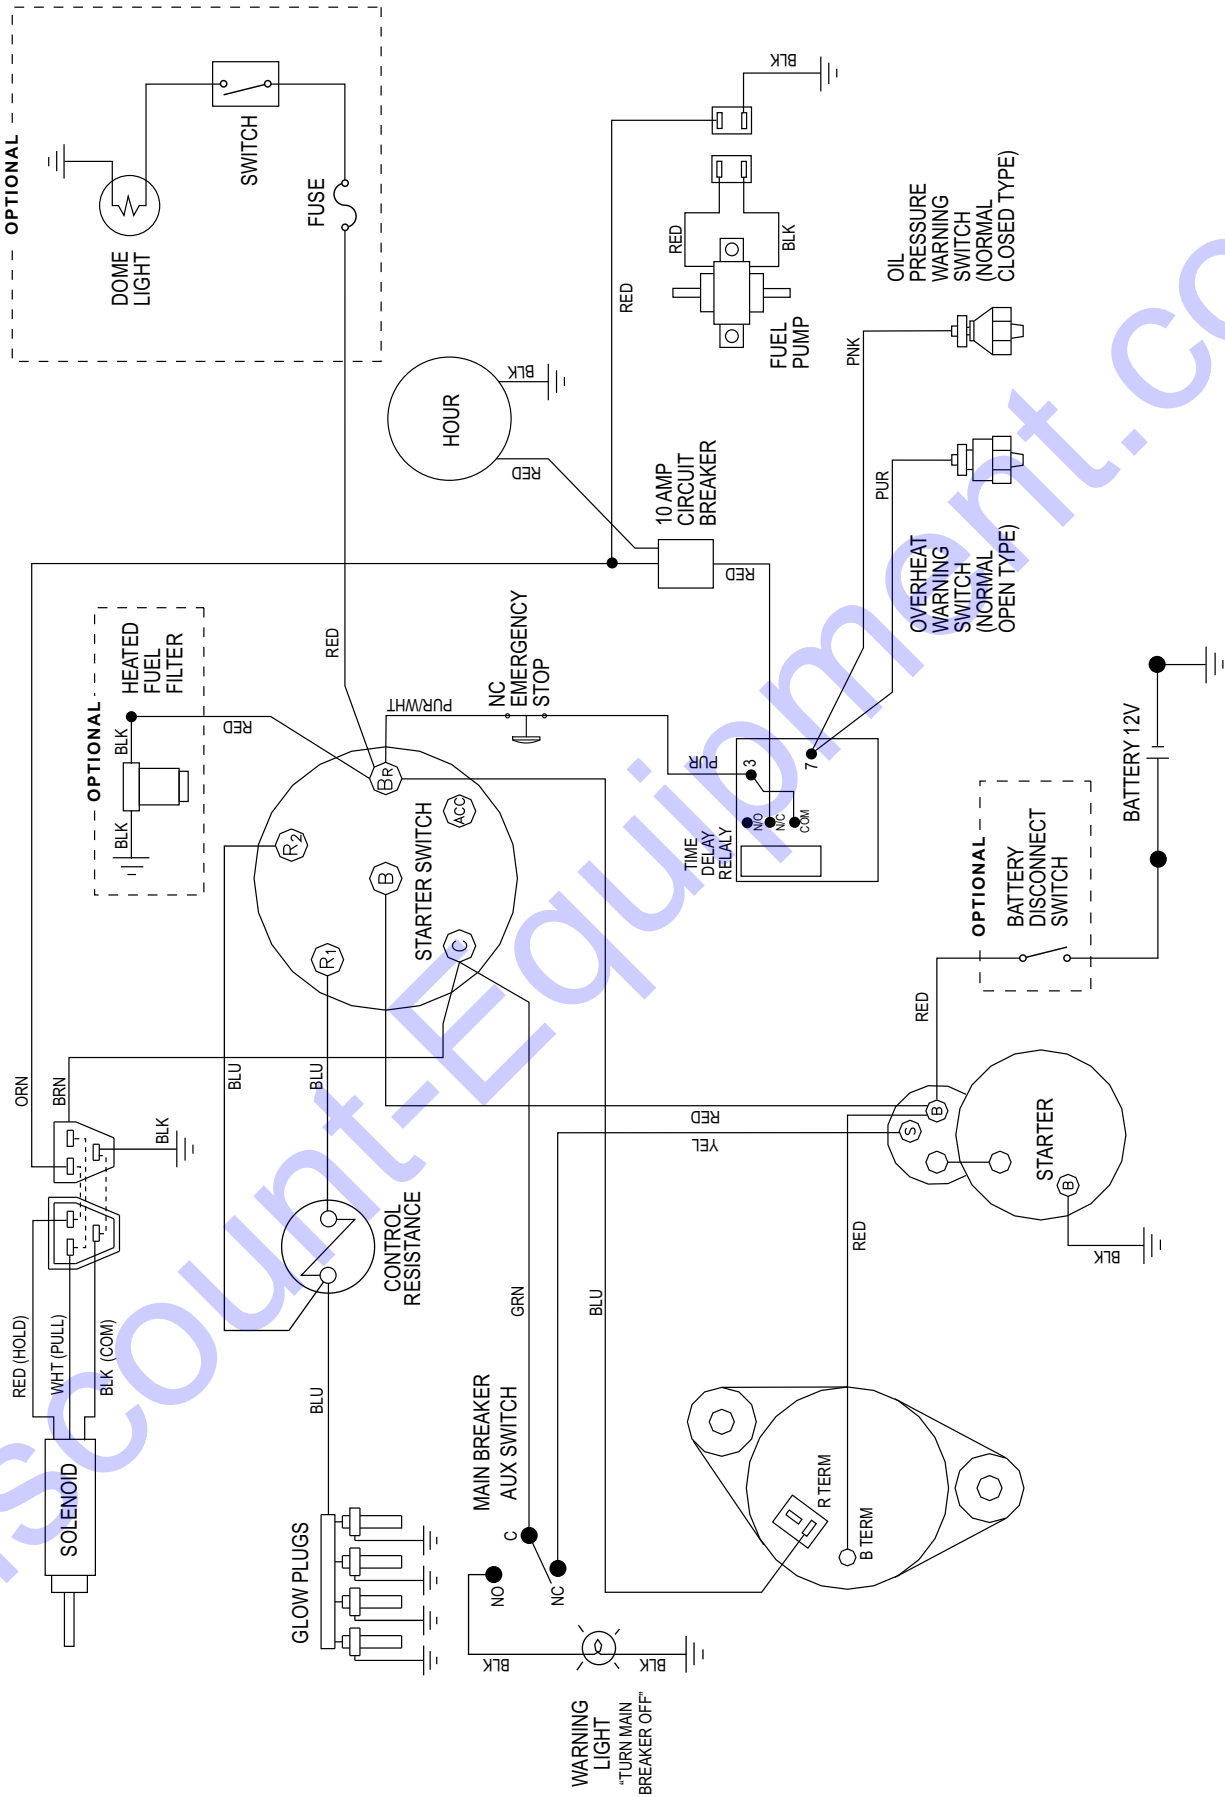 OPTIONAL
DOME
LIGHT
SWITCH
FUSE
RED
OPTIONAL
HEATED
FUEL
FILTER
BLK
BLK
RED
HOUR
BLK
RED
10 AMP
CIRCUIT
BREAKER
RED
RED
BLK
RED
BLK
FUEL
PUMP
OIL
PRESSURE
WARNING
SWITCH
(NORMAL
CLOSED TYPE)
PNK
OVERHEAT
WARNING
SWITCH
(NORMAL
OPEN TYPE)
PUR
PUR/WHT
NC
EMERGENCY
STOP
PUR
3
7
N/O
N/C
COM
TIME
DELAY
RELALY
STARTER SWITCH
BR
R2
ACC
B
R1
C
ORN
BRN
BLK
BLU
BLU
RED (HOLD)
WHT (PULL)
BLK (COM)
SOLENOID
CONTROL
RESISTANCE
BLU
GLOW PLUGS
GRN
BLU
RED
YEL
MAIN BREAKER
AUX SWITCH
C
NO
NC
BLK
BLK
WARNING
LIGHT
"TURN MAIN
BREAKER OFF"
R TERM
B TERM
RED
S
B
B
STARTER
BLK
RED
OPTIONAL
BATTERY
DISCONNECT
SWITCH
BATTERY 12V
iscount-Equipment.co